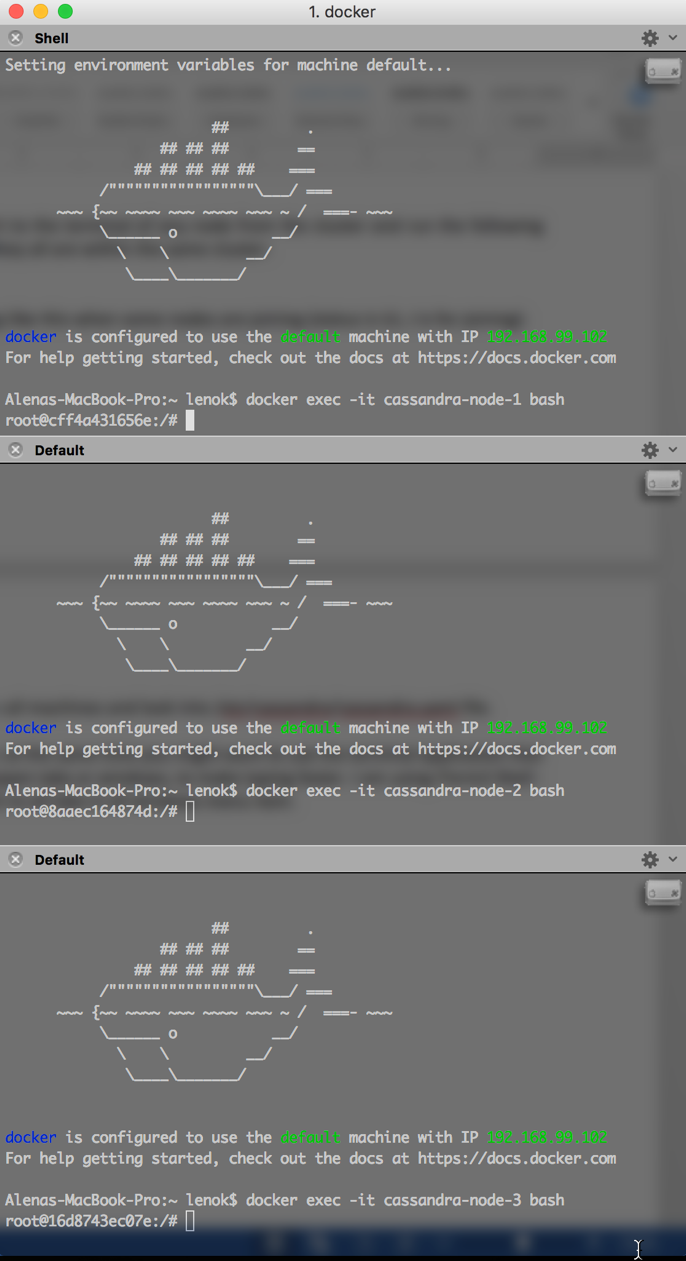 1. docker
Shell
Setting environment variables for machine default...
                        ##         .
                  ## ## ##        ==
               ## ## ## ## ##    ===
           /"""""""""""""""""\___/ ===
      ~~~ {~~ ~~~~ ~~~ ~~~~ ~~~ ~ /  ===- ~~~
           \______ o           __/
             \    \         __/
              \____\_______/
docker is configured to use the default machine with IP 192.168.99.102
For help getting started, check out the docs at https://docs.docker.com
Alenas-MacBook-Pro:~ lenok$ docker exec -it cassandra-node-1 bash
root@cff4a431656e:/#
Default
                        ##         .
                  ## ## ##        ==
               ## ## ## ## ##    ===
           /"""""""""""""""""\___/ ===
      ~~~ {~~ ~~~~ ~~~ ~~~~ ~~~ ~ /  ===- ~~~
           \______ o           __/
             \    \         __/
              \____\_______/
docker is configured to use the default machine with IP 192.168.99.102
For help getting started, check out the docs at https://docs.docker.com
Alenas-MacBook-Pro:~ lenok$ docker exec -it cassandra-node-2 bash
root@8aaec164874d:/#
Default
                        ##         .
                  ## ## ##        ==
               ## ## ## ## ##    ===
           /"""""""""""""""""\___/ ===
      ~~~ {~~ ~~~~ ~~~ ~~~~ ~~~ ~ /  ===- ~~~
           \______ o           __/
             \    \         __/
              \____\_______/
docker is configured to use the default machine with IP 192.168.99.102
For help getting started, check out the docs at https://docs.docker.com
Alenas-MacBook-Pro:~ lenok$ docker exec -it cassandra-node-3 bash
root@16d8743ec07e:/#